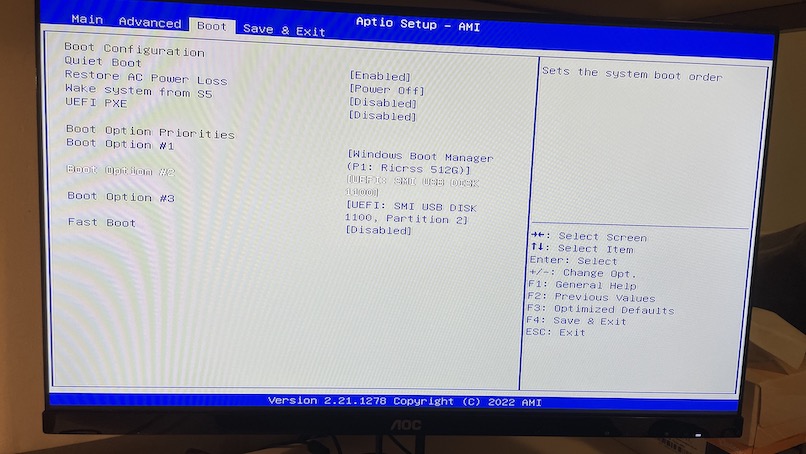 Aptio Setup – AMI
Main Advanced Boot Save & Exit
Boot Configuration
Quiet Boot [Enabled]
Restore AC Power Loss [Power Off]
Wake system from S5 [Disabled]
UEFI PXE [Disabled]
Boot Option Priorities
Boot Option #1 [Windows Boot Manager
(P1: Ricrss 512G)]
Boot Option #2 [UEFI: SMI USB DISK
1100]
Boot Option #3 [UEFI: SMI USB DISK
1100, Partition 2]
Fast Boot [Disabled]
Sets the system boot order
→←: Select Screen
↑↓: Select Item
Enter: Select
+/-: Change Opt.
F1: General Help
F2: Previous Values
F3: Optimized Defaults
F4: Save & Exit
ESC: Exit
Version 2.21.1278 Copyright (C) 2022 AMI
AOC